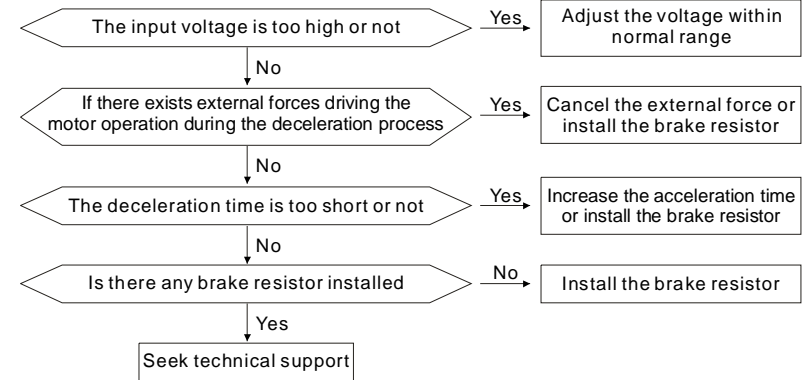 The input voltage is too high or not
Yes
Adjust the voltage within
normal range
No
If there exists external forces driving the
motor operation during the deceleration process
Yes
Cancel the external force or
install the brake resistor
No
The deceleration time is too short or not
Yes
Increase the acceleration time
or install the brake resistor
No
Is there any brake resistor installed
No
Install the brake resistor
Yes
Seek technical support